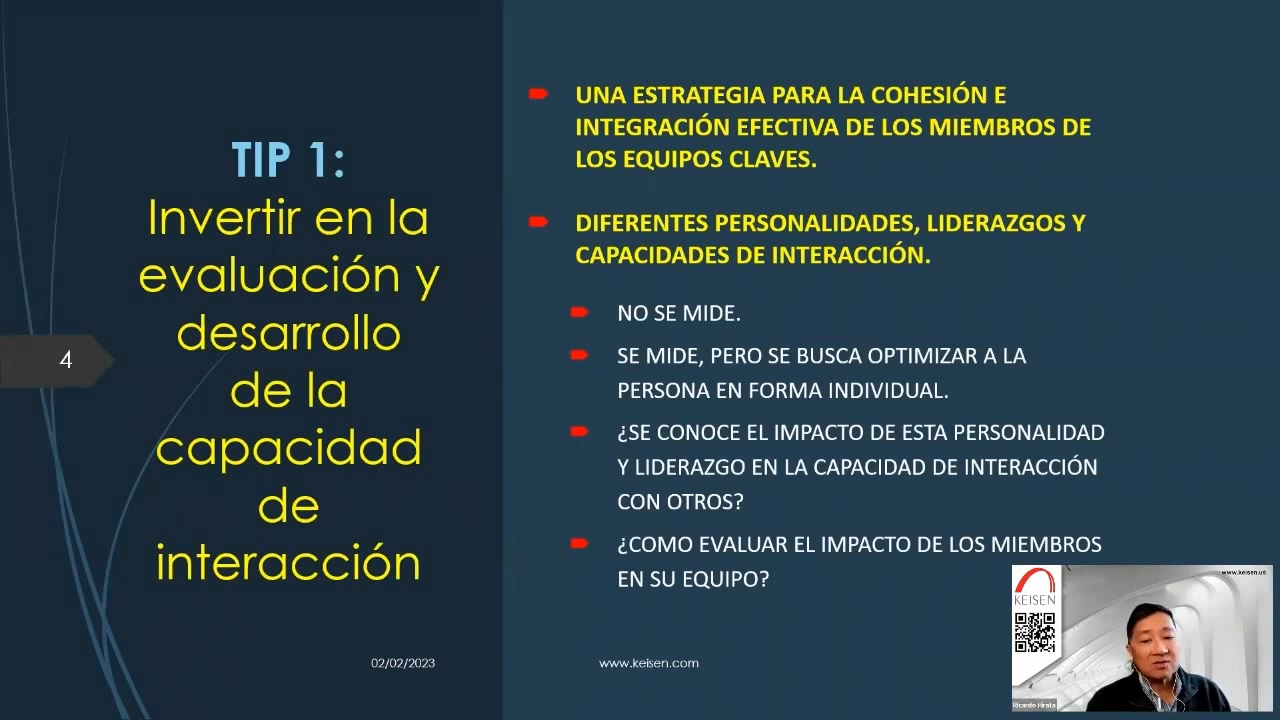 TIP 1:
Invertir en la
evaluación y
desarrollo
de la
capacidad
de
interacción
4
UNA ESTRATEGIA PARA LA COHESIÓN E
INTEGRACIÓN EFECTIVA DE LOS MIEMBROS DE
LOS EQUIPOS CLAVES.
DIFERENTES PERSONALIDADES, LIDERAZGOS Y
CAPACIDADES DE INTERACCIÓN.
NO SE MIDE.
SE MIDE, PERO SE BUSCA OPTIMIZAR A LA
PERSONA EN FORMA INDIVIDUAL.
¿SE CONOCE EL IMPACTO DE ESTA PERSONALIDAD
Y LIDERAZGO EN LA CAPACIDAD DE INTERACCIÓN
CON OTROS?
¿COMO EVALUAR EL IMPACTO DE LOS MIEMBROS
EN SU EQUIPO?
02/02/2023
www.keisen.com
www.keisen.us
KEISEN
Ricardo Hirata